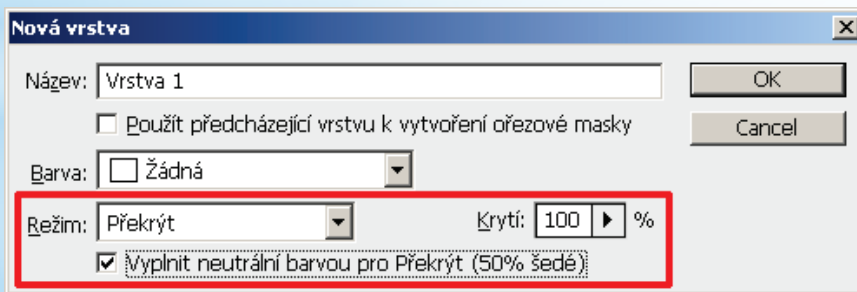 Nová vrstva
Název: Vrstva 1
OK
Použít předcházející vrstvu k vytvoření ořezové masky
Cancel
Barva: Žádná
Režim: Překrýt Krytí: 100 %
Vyplnit neutrální barvou pro Překrýt (50% šedé)